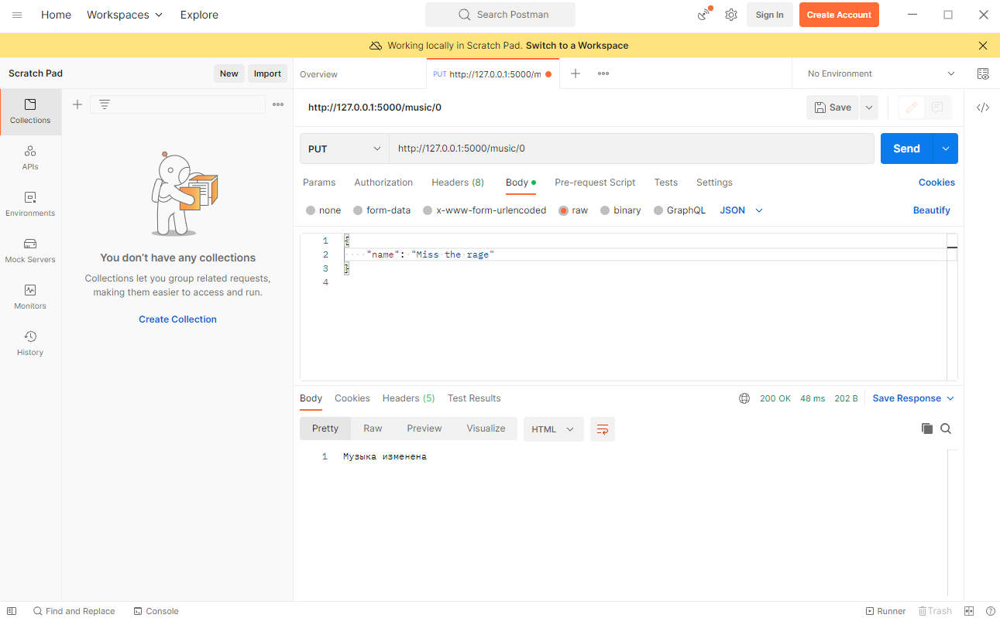 Home Workspaces Explore Search Postman Sign In Create Account
Working locally in Scratch Pad. Switch to a Workspace
Scratch Pad New Import Overview PUT http://127.0.0.1:5000/m No Environment
Collections
APIs
Environments
Mock Servers
Monitors
History
You don’t have any collections
Collections let you group related requests,
making them easier to access and run.
Create Collection
http://127.0.0.1:5000/music/0 Save
PUT http://127.0.0.1:5000/music/0 Send
Params Authorization Headers (8) Body Pre-request Script Tests Settings Cookies
none form-data x-www-form-urlencoded raw binary GraphQL JSON Beautify
1 {
2 "name": "Miss the rage"
3 }
4
Body Cookies Headers (5) Test Results 200 OK 48 ms 202 B Save Response
Pretty Raw Preview Visualize HTML
1 Музыка изменена
Find and Replace Console Runner Trash